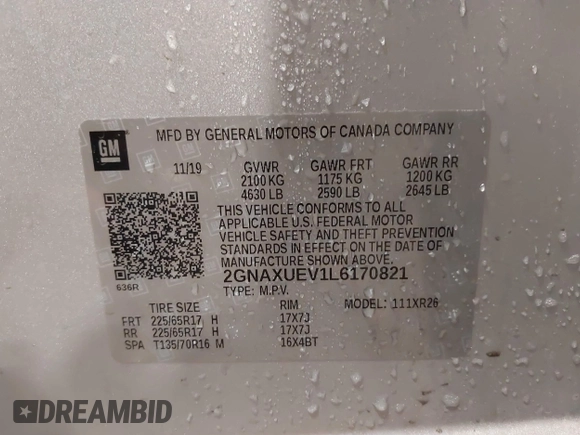 GM
MFD BY GENERAL MOTORS OF CANADA COMPANY
11/19 GVWR GAWR FRT GAWR RR
2100 KG 1175 KG 1200 KG
4630 LB 2590 LB 2645 LB
THIS VEHICLE CONFORMS TO ALL
APPLICABLE U.S. FEDERAL MOTOR
VEHICLE SAFETY AND THEFT PREVENTION
STANDARDS IN EFFECT ON THE DATE OF
MANUFACTURE SHOWN ABOVE.
636R
2GNAXUEV1L6170821
TYPE: M.P.V. MODEL: 111XR26
TIRE SIZE RIM
FRT 225/65R17 H 17X7J
RR 225/65R17 H 17X7J
SPA T135/70R16 M 16X4BT
DREAMBID